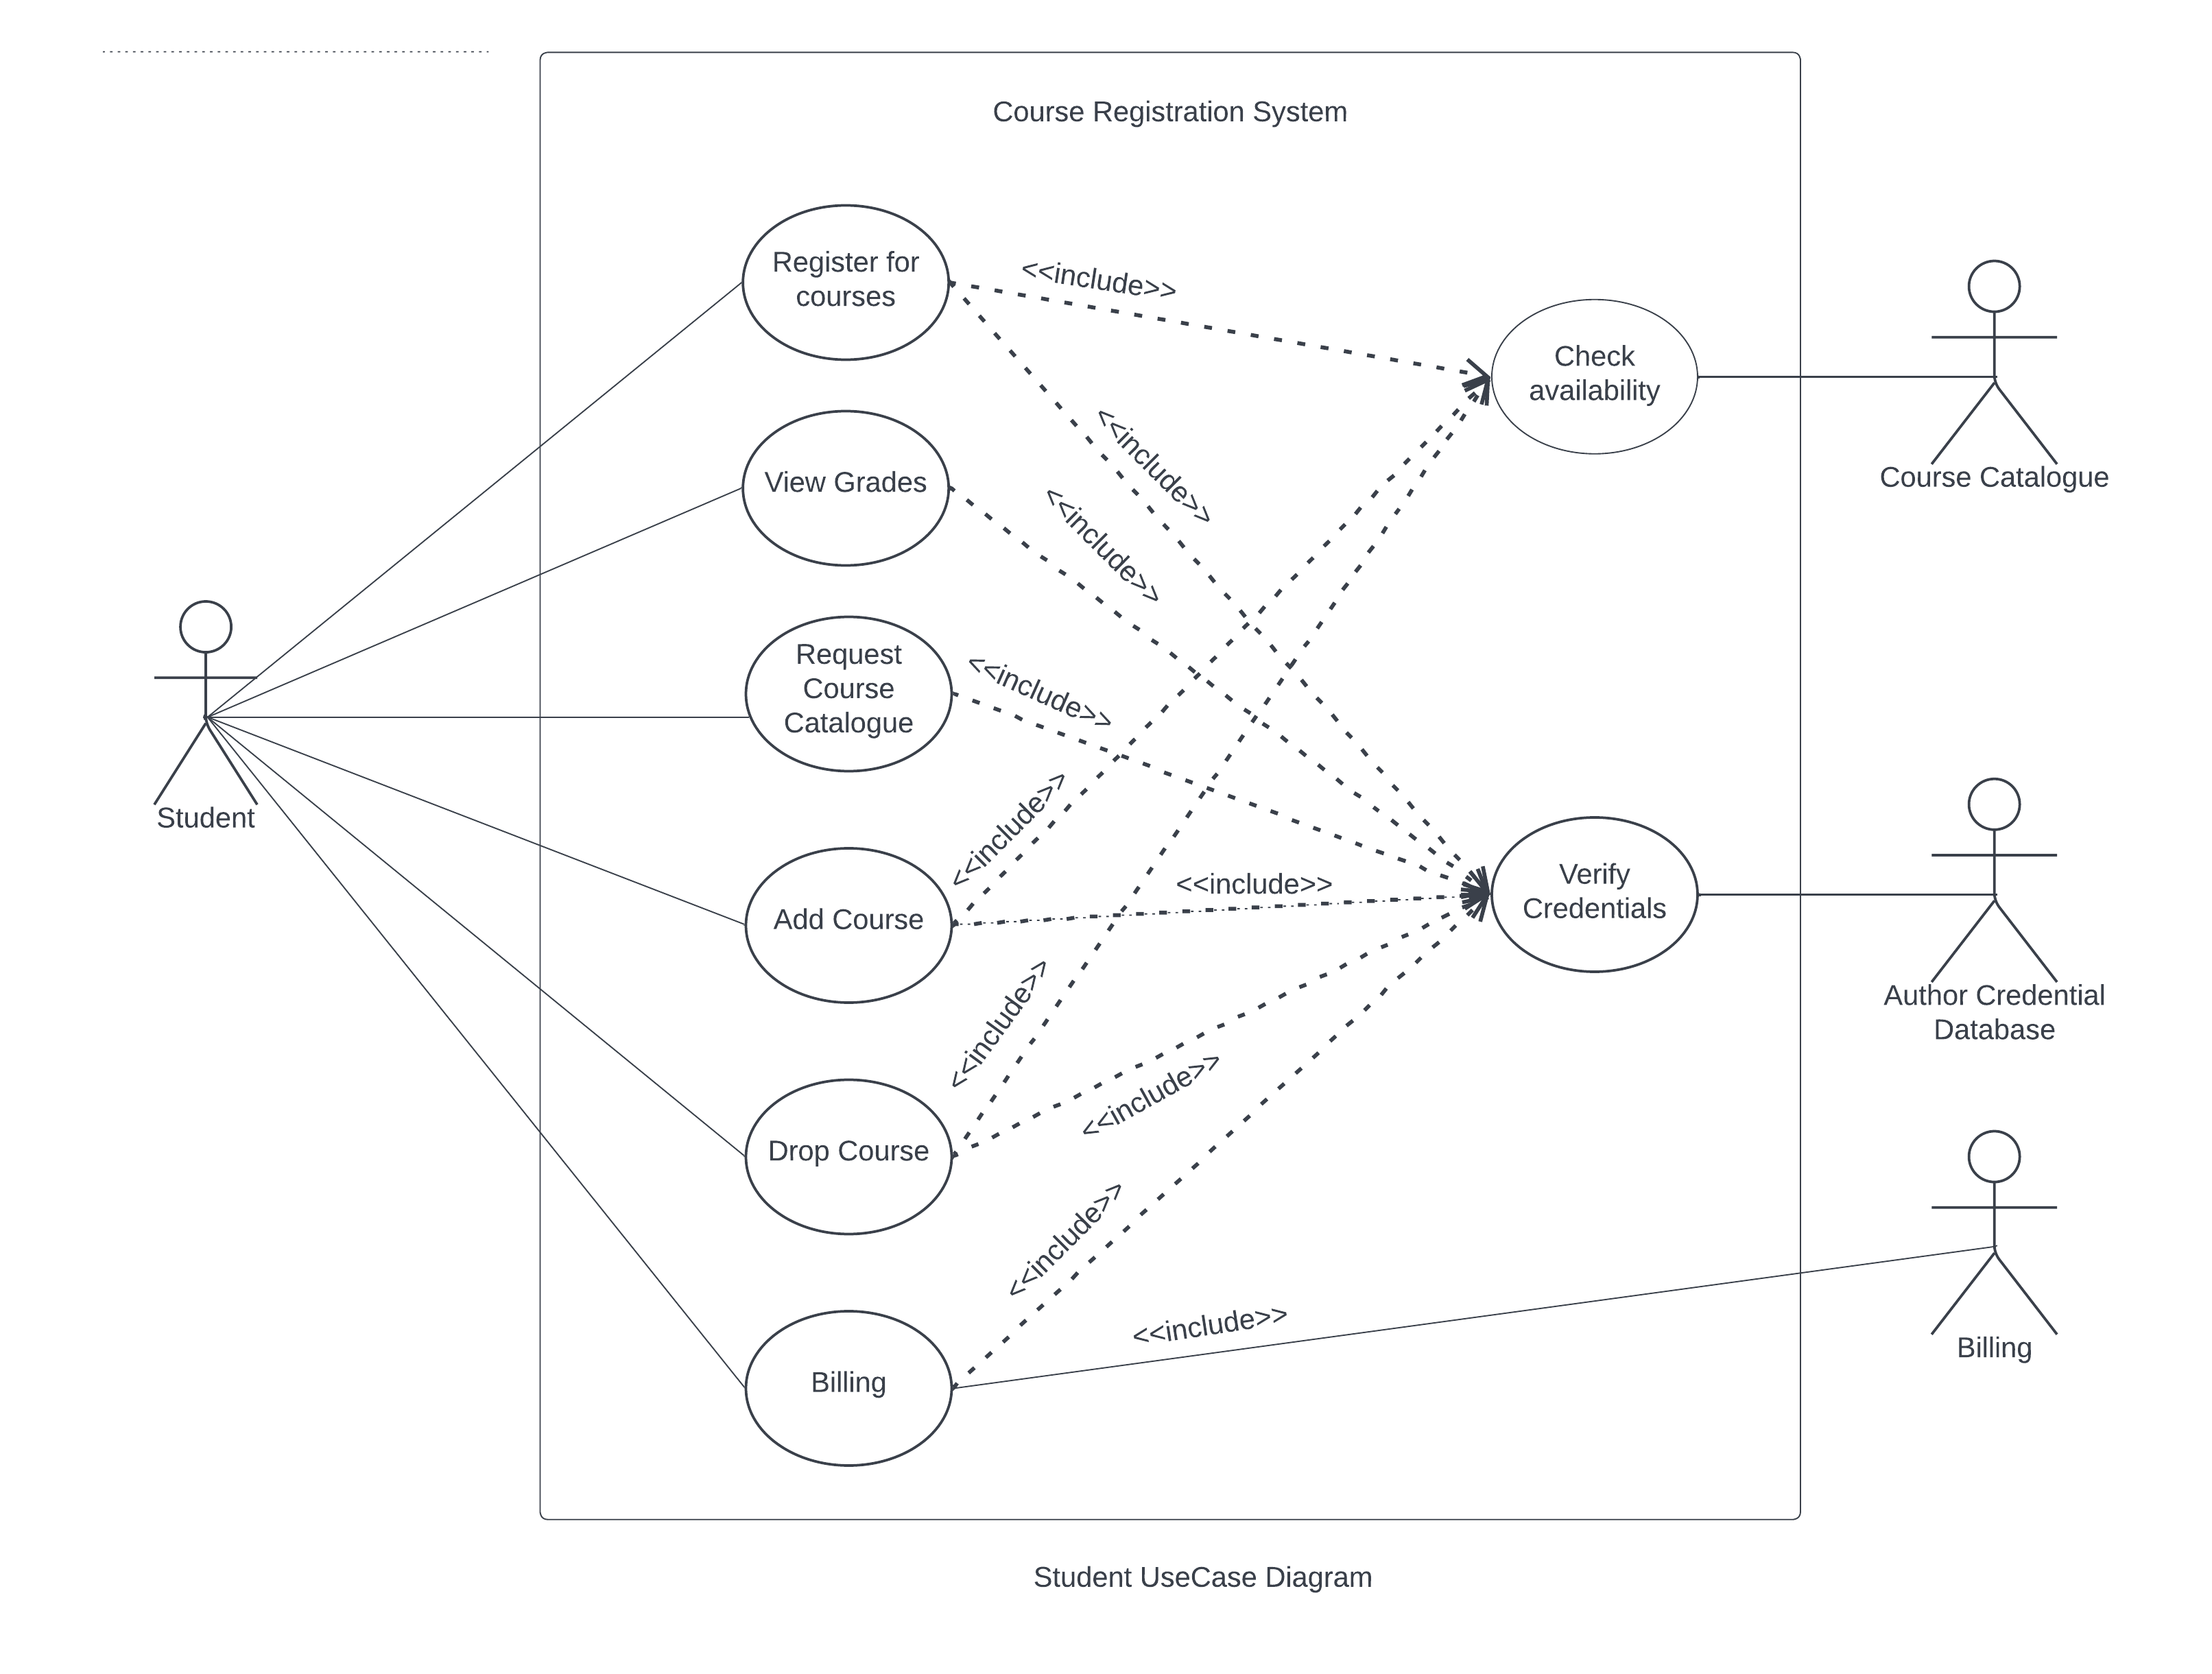 Course Registration System
Register for
courses
<<include>>
Check
availability
Course Catalogue
<<include>>
View Grades
<<include>>
Request
Course
Catalogue
<<include>>
Student
<<include>>
Add Course
<<include>>
Verify
Credentials
Author Credential
Database
<<include>>
Drop Course
<<include>>
<<include>>
Billing
<<include>>
Billing
Student UseCase Diagram